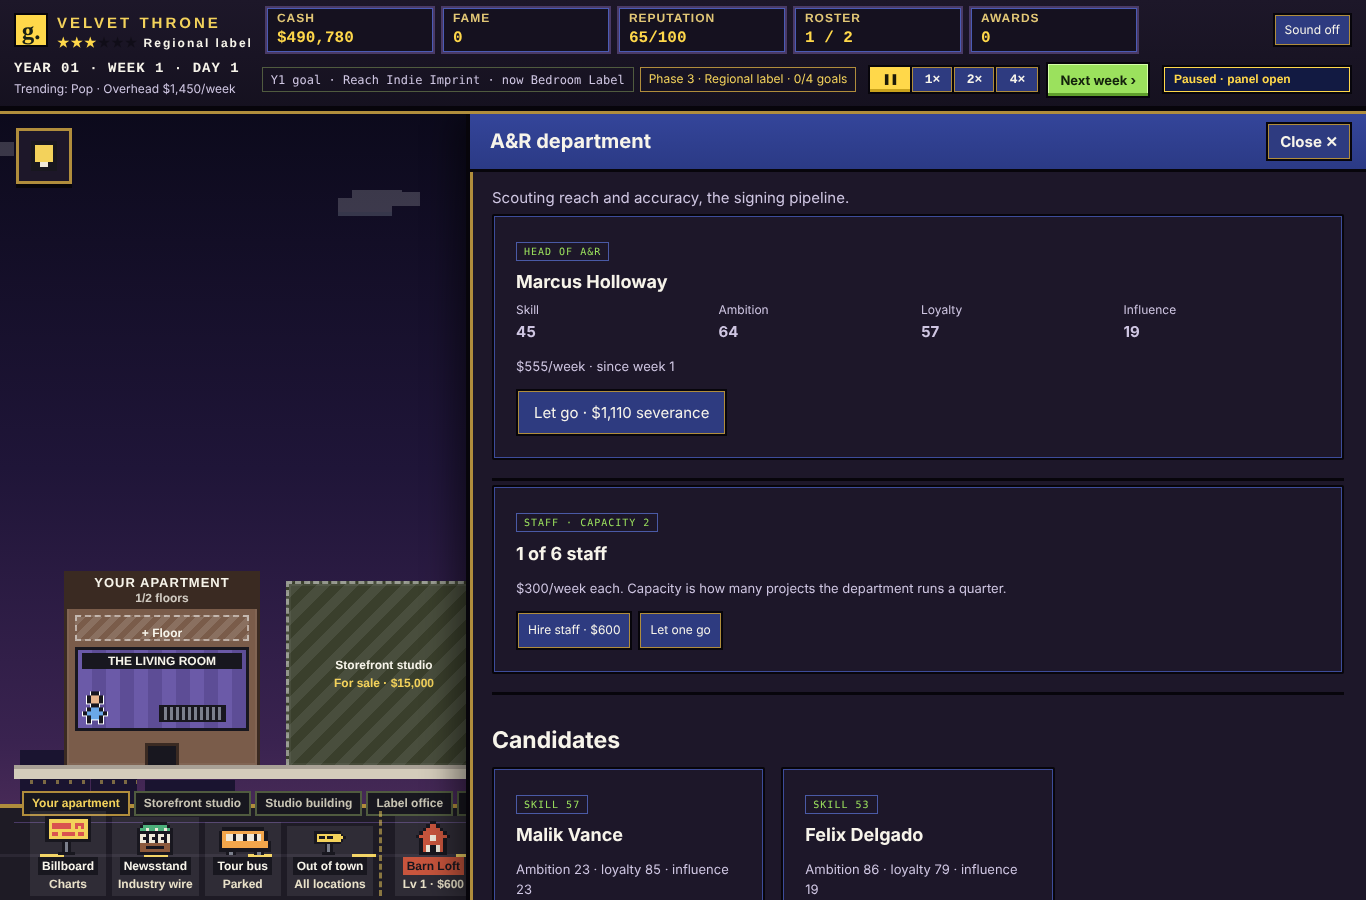 g.
VELVET THRONE
★★★★★★ Regional label
YEAR 01 · WEEK 1 · DAY 1
Trending: Pop · Overhead $1,450/week
CASH
$490,780
FAME
0
REPUTATION
65/100
ROSTER
1 / 2
AWARDS
0
Sound off
Y1 goal · Reach Indie Imprint · now Bedroom Label
Phase 3 · Regional label · 0/4 goals
1×
2×
4×
Next week ›
Paused · panel open
A&R department
Close ✕
Scouting reach and accuracy, the signing pipeline.
HEAD OF A&R
Marcus Holloway
Skill
Ambition
Loyalty
Influence
45
64
57
19
$555/week · since week 1
Let go · $1,110 severance
STAFF · CAPACITY 2
1 of 6 staff
$300/week each. Capacity is how many projects the department runs a quarter.
Hire staff · $600
Let one go
Candidates
SKILL 57
Malik Vance
Ambition 23 · loyalty 85 · influence
23
SKILL 53
Felix Delgado
Ambition 86 · loyalty 79 · influence
19
YOUR APARTMENT
1/2 floors
+ Floor
THE LIVING ROOM
Storefront studio
For sale · $15,000
Your apartment
Storefront studio
Studio building
Label office
Billboard
Charts
Newsstand
Industry wire
Tour bus
Parked
Out of town
All locations
Barn Loft
Lv 1 · $600